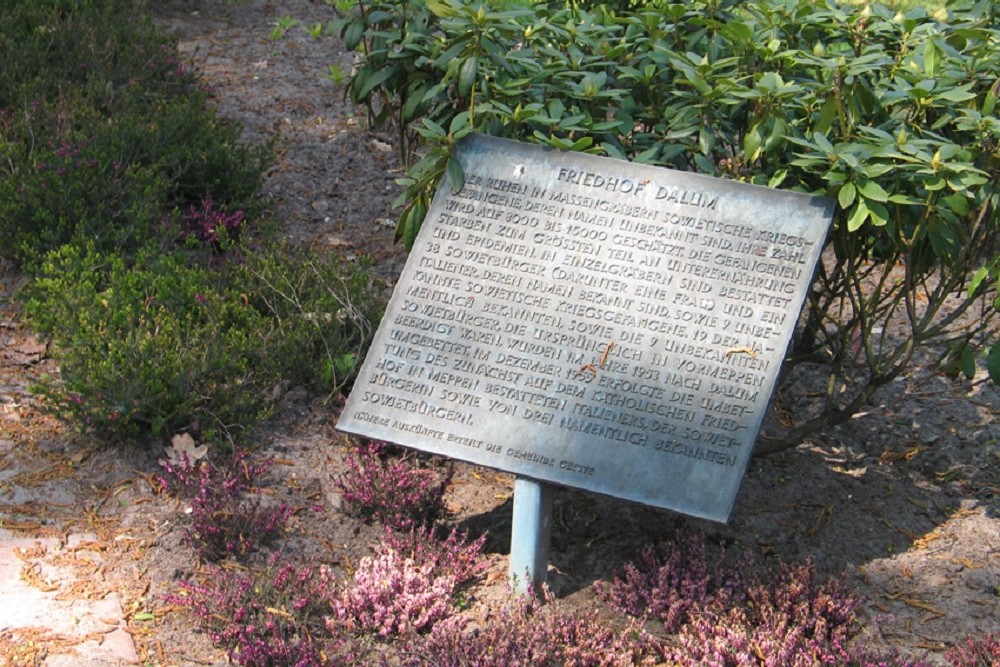 FRIEDHOF DALUM
HIER RUHEN IN MASSENGRÄBERN SOWJETISCHE KRIEGS-
GEFANGENE, DEREN NAMEN UNBEKANNT SIND. IHRE ZAHL
WIRD AUF 8000 BIS 16000 GESCHÄTZT. DIE GEFANGENEN
STARBEN ZUM GRÖSSTEN TEIL AN UNTERERNÄHRUNG
UND EPIDEMIEN. IN EINZELGRÄBERN SIND BESTATTET
38 SOWJETBÜRGER (DARUNTER EINE FRAU) UND EIN
ITALIENER, DEREN NAMEN BEKANNT SIND, SOWIE 9 UNBE-
KANNTE SOWJETISCHE KRIEGSGEFANGENE. 19 DER NA-
MENTLICH BEKANNTEN, SOWIE DIE 9 UNBEKANNTEN
SOWJETBÜRGER, DIE URSPRÜNGLICH IN VORMEPPEN
BEERDIGT WAREN, WURDEN IM JAHRE 1953 NACH DALUM
UMGEBETTET. IM DEZEMBER ERFOLGTE DIE UMBET-
TUNG DES ZUNÄCHST AUF DEM KATHOLISCHEN FRIED-
HOF IN MEPPEN BESTATTETEN ITALIENERS, DER SOWJET-
BÜRGERIN SOWIE VON DREI NAMENTLICH BEKANNTEN
SOWJETBÜRGERN.
NÄHERE AUSKÜNFTE ERTEILT DIE GEMEINDE GEESTE